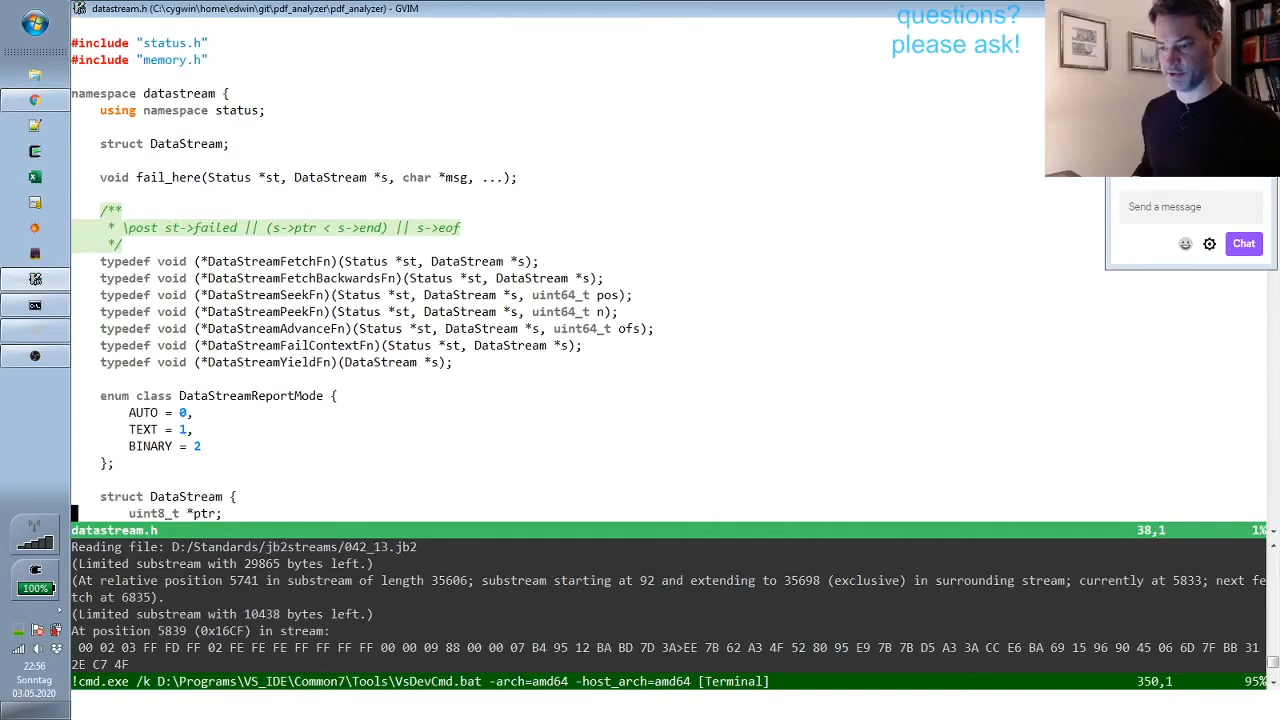 datastream.h (C:\cygwin\home\edwin\git\pdf_analyzer\pdf_analyzer) - GVIM
questions?
please ask!
#include "status.h"
#include "memory.h"
namespace datastream {
using namespace status;
struct DataStream;
void fail_here(Status *st, DataStream *s, char *msg, ...);
/**
* \post st->failed || (s->ptr < s->end) || s->eof
*/
typedef void (*DataStreamFetchFn)(Status *st, DataStream *s);
typedef void (*DataStreamFetchBackwardsFn)(Status *st, DataStream *s);
typedef void (*DataStreamSeekFn)(Status *st, DataStream *s, uint64_t pos);
typedef void (*DataStreamPeekFn)(Status *st, DataStream *s, uint64_t n);
typedef void (*DataStreamAdvanceFn)(Status *st, DataStream *s, uint64_t ofs);
typedef void (*DataStreamFailContextFn)(Status *st, DataStream *s);
typedef void (*DataStreamYieldFn)(DataStream *s);
enum class DataStreamReportMode {
AUTO = 0,
TEXT = 1,
BINARY = 2
};
struct DataStream {
uint8_t *ptr;
datastream.h 38,1 1%
Reading file: D:/Standards/jb2streams/042_13.jb2
(Limited substream with 29865 bytes left.)
(At relative position 5741 in substream of length 35606; substream starting at 92 and extending to 35698 (exclusive) in surrounding stream; currently at 5833; next fe
tch at 6835).
(Limited substream with 10438 bytes left.)
At position 5839 (0x16CF) in stream:
00 02 03 FF FD FF 02 FE FE FE FF FF FF FF 00 00 09 88 00 00 07 B4 95 12 BA BD 7D 3A>EE 7B 62 A3 4F 52 80 95 E9 7B 7B D5 A3 3A CC E6 BA 69 15 96 90 45 06 6D 7F BB 31
2E C7 4F
!cmd.exe /k D:\Programs\VS_IDE\Common7\Tools\VsDevCmd.bat -arch=amd64 -host_arch=amd64 [Terminal] 350,1 95%
Send a message
Chat
100%
22:56
Sonntag
03.05.2020